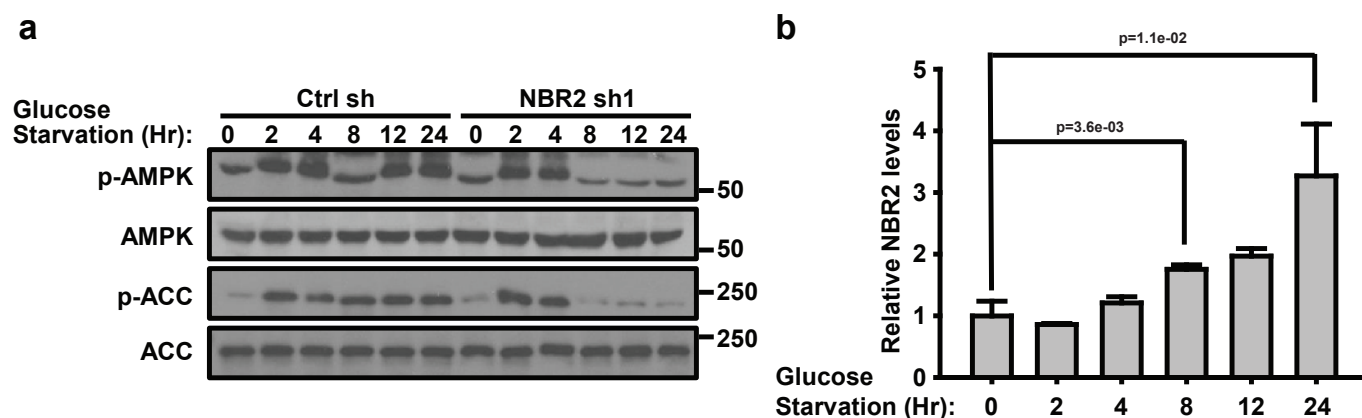 a
Ctrl sh NBR2 sh1
Glucose
Starvation (Hr): 0 2 4 8 12 24 0 2 4 8 12 24
p-AMPK
50
AMPK
50
p-ACC
250
ACC
250
b
p=1.1e-02
p=3.6e-03
Relative NBR2 levels
5
4
3
2
1
0
Glucose
Starvation (Hr): 0 2 4 8 12 24